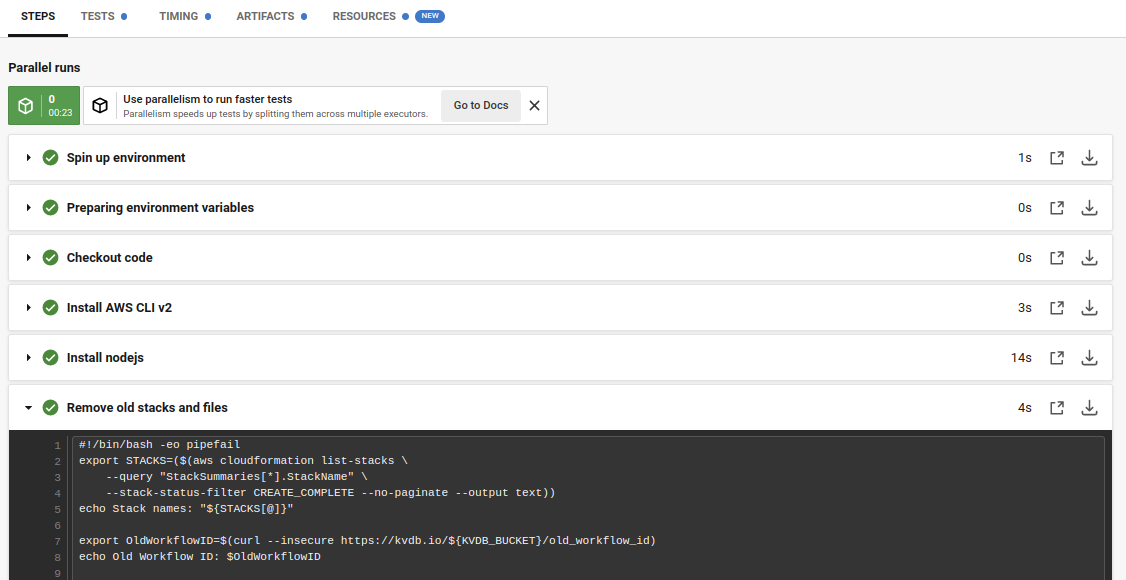 STEPS TESTS TIMING ARTIFACTS RESOURCES NEW
Parallel runs
0
00:23
Use parallelism to run faster tests
Parallelism speeds up tests by splitting them across multiple executors.
Go to Docs
Spin up environment 1s
Preparing environment variables 0s
Checkout code 0s
Install AWS CLI v2 3s
Install nodejs 14s
Remove old stacks and files 4s
1 #!/bin/bash -eo pipefail
2 export STACKS=($(aws cloudformation list-stacks \
3     --query "StackSummaries[*].StackName" \
4     --stack-status-filter CREATE_COMPLETE --no-paginate --output text))
5 echo Stack names: "${STACKS[@]}"
6
7 export OldWorkflowID=$(curl --insecure https://kvdb.io/${KVDB_BUCKET}/old_workflow_id)
8 echo Old Workflow ID: $OldWorkflowID
9